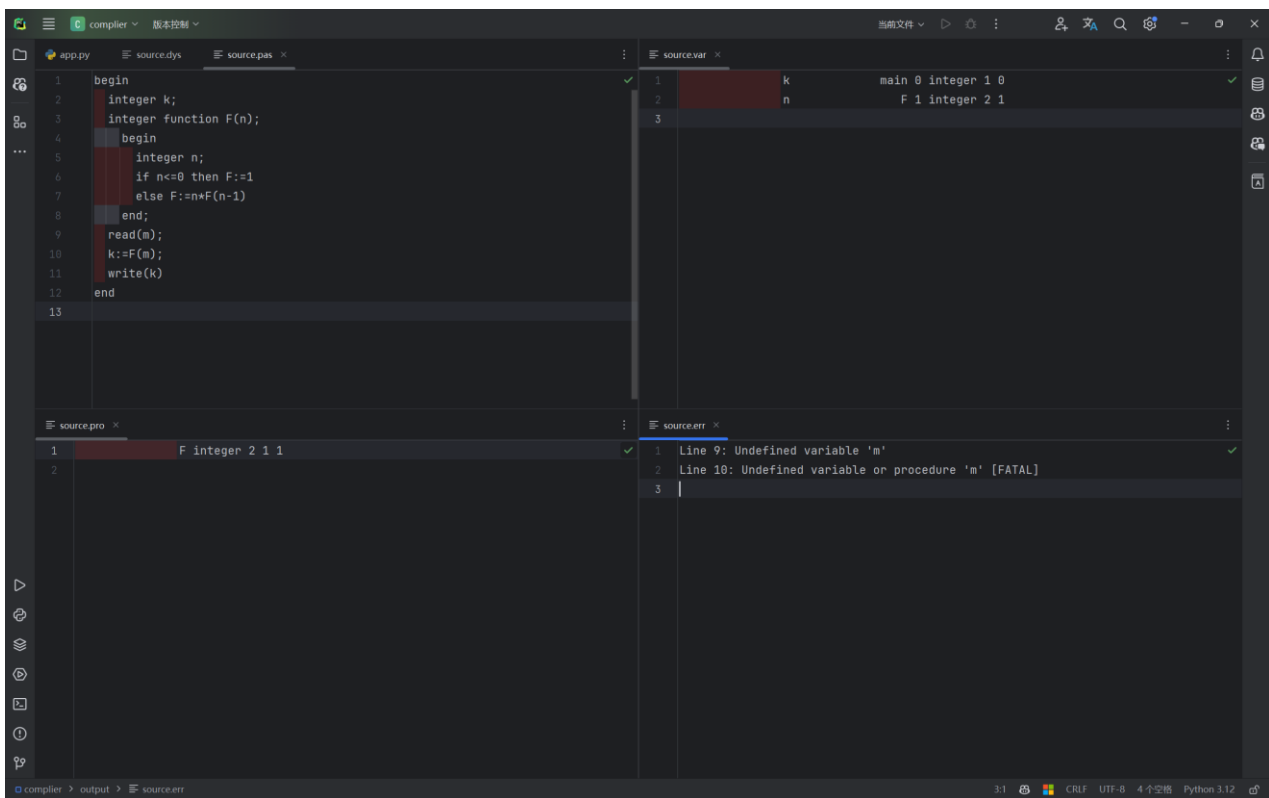 C complier 版本控制 当前文件
app.py source.dys source.pas ×
1 begin
2 integer k;
3 integer function F(n);
4 begin
5 integer n;
6 if n<=0 then F:=1
7 else F:=n*F(n-1)
8 end;
9 read(m);
10 k:=F(m);
11 write(k)
12 end
13
source.var ×
1 k main 0 integer 1 0
2 n F 1 integer 2 1
3
source.pro ×
1 F integer 2 1 1
2
source.err ×
1 Line 9: Undefined variable 'm'
2 Line 10: Undefined variable or procedure 'm' [FATAL]
3
complier > output > source.err 3:1 CRLF UTF-8 4个空格 Python 3.12